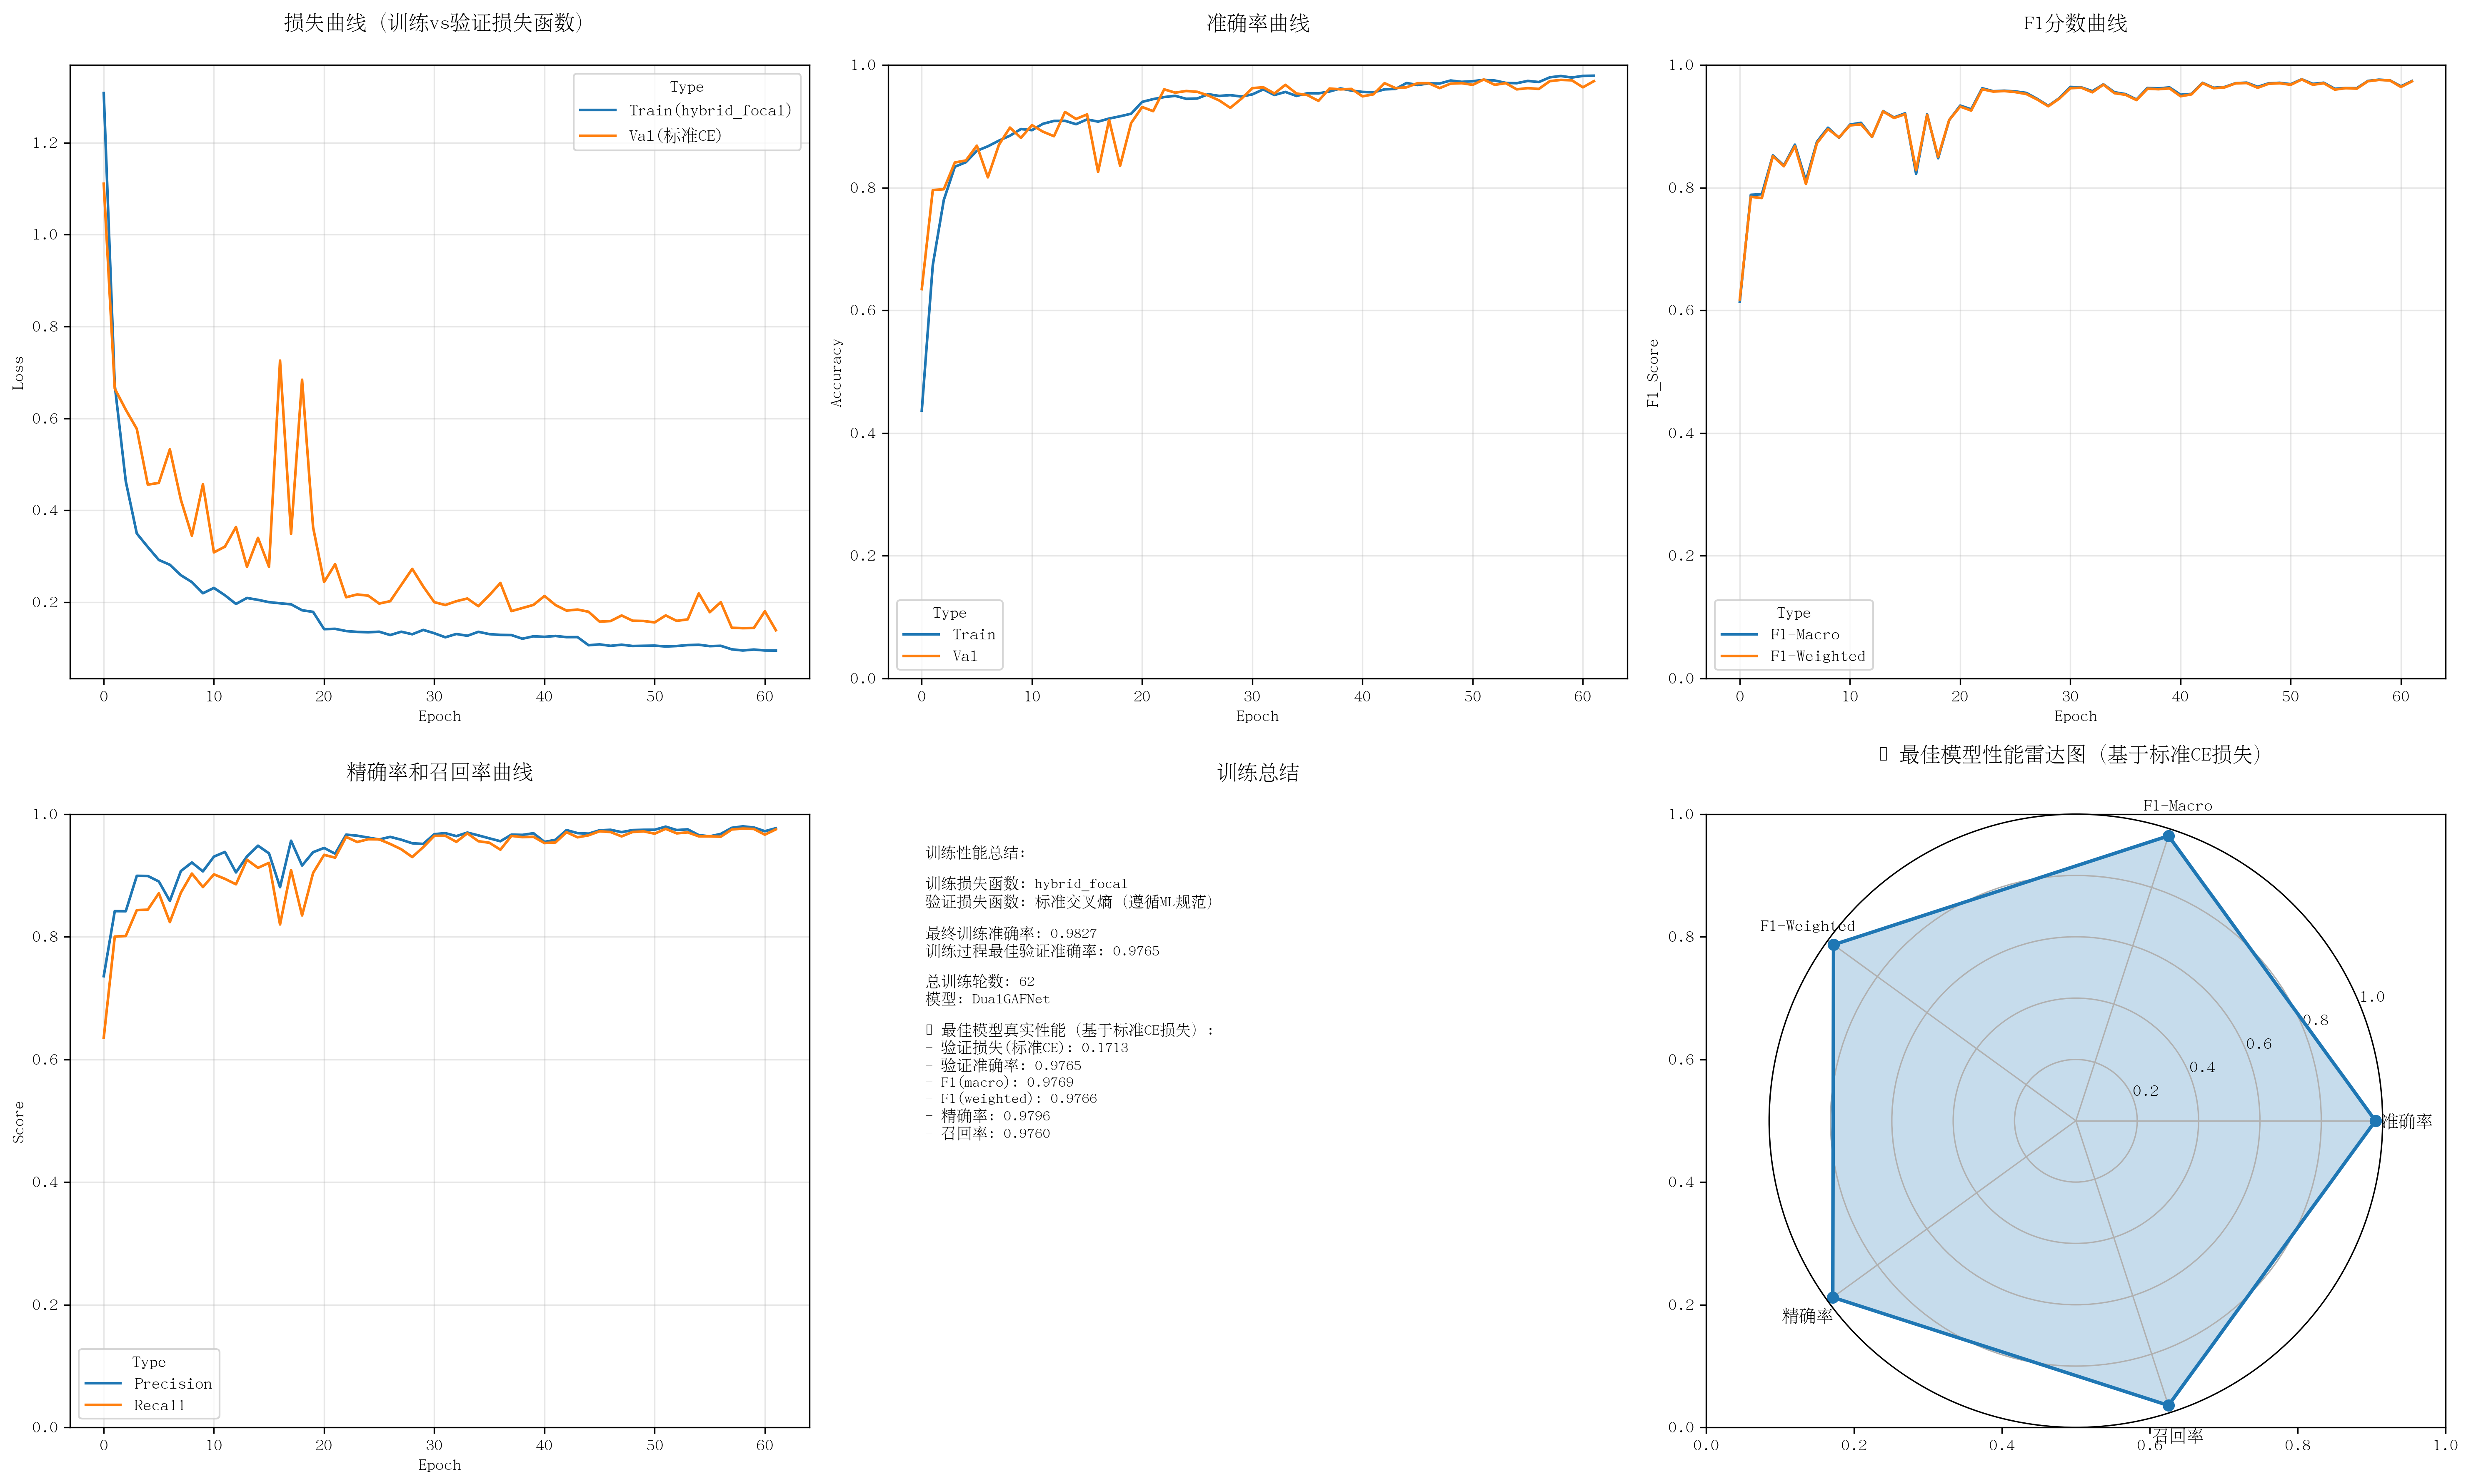 损失曲线 (训练vs验证损失函数)
Loss
1.2
1.0
0.8
0.6
0.4
0.2
0
10
20
30
40
50
60
Epoch
Type
Train(hybrid_focal)
Val(标准CE)
准确率曲线
Accuracy
1.0
0.8
0.6
0.4
0.2
0.0
0
10
20
30
40
50
60
Epoch
Type
Train
Val
F1分数曲线
F1_Score
1.0
0.8
0.6
0.4
0.2
0.0
0
10
20
30
40
50
60
Epoch
Type
F1-Macro
F1-Weighted
精确率和召回率曲线
Score
1.0
0.8
0.6
0.4
0.2
0.0
0
10
20
30
40
50
60
Epoch
Type
Precision
Recall
训练总结
训练性能总结:
训练损失函数: hybrid_focal
验证损失函数: 标准交叉熵 (遵循ML规范)
最终训练准确率: 0.9827
训练过程最佳验证准确率: 0.9765
总训练轮数: 62
模型: DualGAFNet
最佳模型真实性能 (基于标准CE损失):
- 验证损失(标准CE): 0.1713
- 验证准确率: 0.9765
- F1(macro): 0.9769
- F1(weighted): 0.9766
- 精确率: 0.9796
- 召回率: 0.9760
最佳模型性能雷达图 (基于标准CE损失)
1.0
0.8
0.6
0.4
0.2
0.0
0.0
0.2
0.4
0.6
0.8
1.0
F1-Macro
F1-Weighted
精确率
召回率
准确率
0.2
0.4
0.6
0.8
1.0